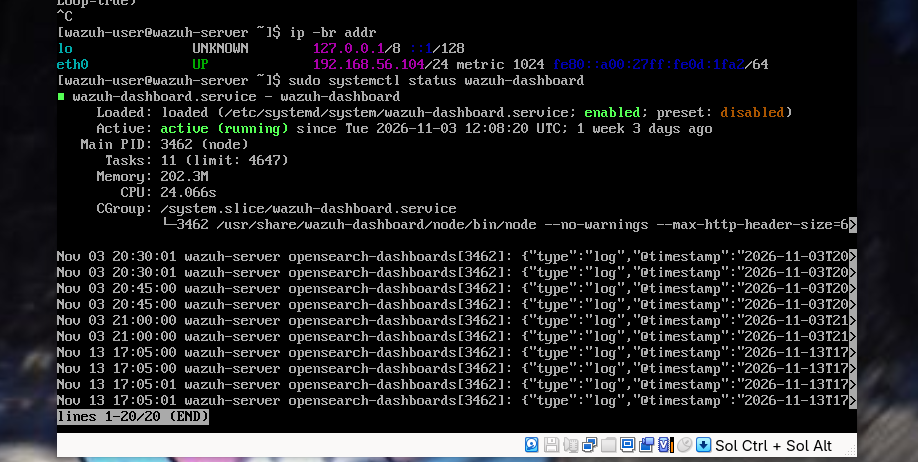 Loop=true)
^C
[wazuh-user@wazuh-server ~]$ ip -br addr
lo               UNKNOWN        127.0.0.1/8 ::1/128
eth0             UP             192.168.56.104/24 metric 1024 fe80::a00:27ff:fe0d:1fa2/64
[wazuh-user@wazuh-server ~]$ sudo systemctl status wazuh-dashboard
■ wazuh-dashboard.service - wazuh-dashboard
     Loaded: loaded (/etc/systemd/system/wazuh-dashboard.service; enabled; preset: disabled)
     Active: active (running) since Tue 2026-11-03 12:08:20 UTC; 1 week 3 days ago
   Main PID: 3462 (node)
      Tasks: 11 (limit: 4647)
     Memory: 202.3M
        CPU: 24.066s
     CGroup: /system.slice/wazuh-dashboard.service
             └─3462 /usr/share/wazuh-dashboard/node/bin/node --no-warnings --max-http-header-size=6>
Nov 03 20:30:01 wazuh-server opensearch-dashboards[3462]: {"type":"log","@timestamp":"2026-11-03T20>
Nov 03 20:30:01 wazuh-server opensearch-dashboards[3462]: {"type":"log","@timestamp":"2026-11-03T20>
Nov 03 20:45:00 wazuh-server opensearch-dashboards[3462]: {"type":"log","@timestamp":"2026-11-03T20>
Nov 03 20:45:00 wazuh-server opensearch-dashboards[3462]: {"type":"log","@timestamp":"2026-11-03T20>
Nov 03 21:00:00 wazuh-server opensearch-dashboards[3462]: {"type":"log","@timestamp":"2026-11-03T21>
Nov 03 21:00:00 wazuh-server opensearch-dashboards[3462]: {"type":"log","@timestamp":"2026-11-03T21>
Nov 13 17:05:00 wazuh-server opensearch-dashboards[3462]: {"type":"log","@timestamp":"2026-11-13T17>
Nov 13 17:05:00 wazuh-server opensearch-dashboards[3462]: {"type":"log","@timestamp":"2026-11-13T17>
Nov 13 17:05:01 wazuh-server opensearch-dashboards[3462]: {"type":"log","@timestamp":"2026-11-13T17>
Nov 13 17:05:01 wazuh-server opensearch-dashboards[3462]: {"type":"log","@timestamp":"2026-11-13T17>
lines 1-20/20 (END)
Sol Ctrl + Sol Alt